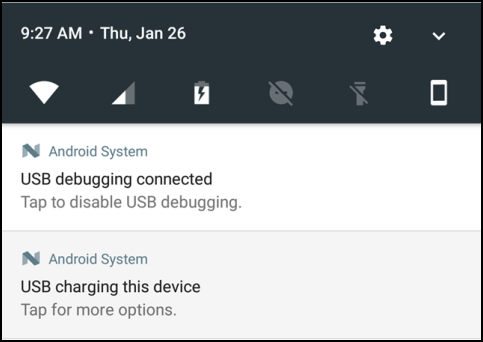 9:27 AM • Thu, Jan 26
Android System
USB debugging connected
Tap to disable USB debugging.
Android System
USB charging this device
Tap for more options.